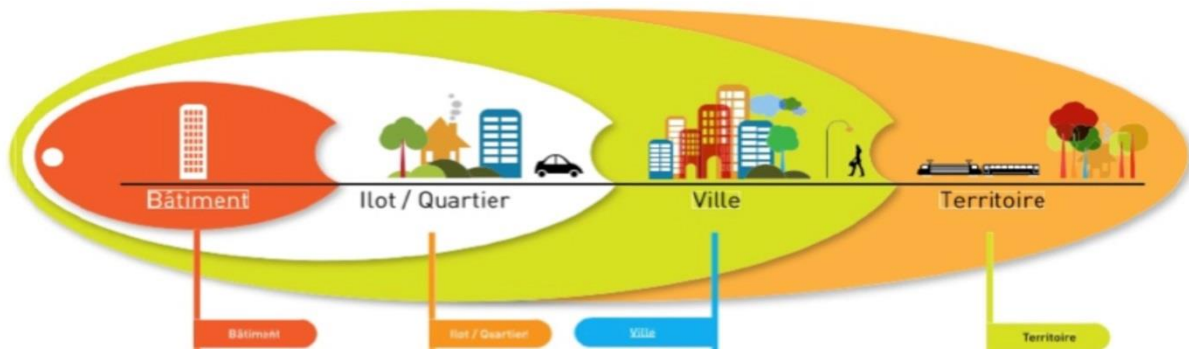 Bâtiment
Ilot / Quartier
Ville
Territoire
Bâtiment
Ilot / Quartier
Ville
Territoire